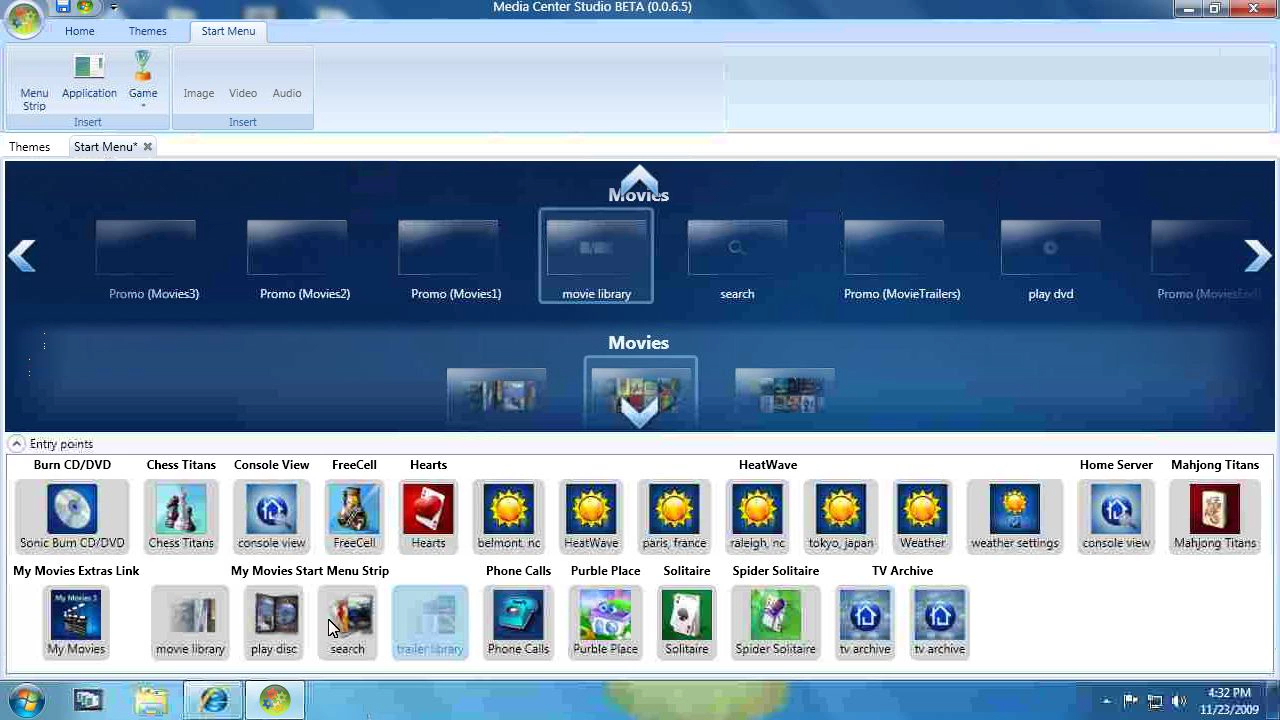 Media Center Studio BETA (0.0.6.5)
Home Themes Start Menu
Menu Strip Application Game Image Video Audio
Insert Insert
Themes Start Menu*
Movies
Promo (Movies3) Promo (Movies2) Promo (Movies1) movie library search Promo (MovieTrailers) play dvd Promo (MoviesEnd)
Movies
Entry points
Burn CD/DVD Chess Titans Console View FreeCell Hearts HeatWave Home Server Mahjong Titans
Sonic Burn CD/DVD Chess Titans console view FreeCell Hearts belmont, nc HeatWave paris, france raleigh, nc tokyo, japan Weather weather settings console view Mahjong Titans
My Movies Extras Link My Movies Start Menu Strip Phone Calls Purble Place Solitaire Spider Solitaire TV Archive
My Movies 3
My Movies movie library play disc search trailer library Phone Calls Purble Place Solitaire Spider Solitaire tv archive tv archive
4:32 PM
11/23/2009